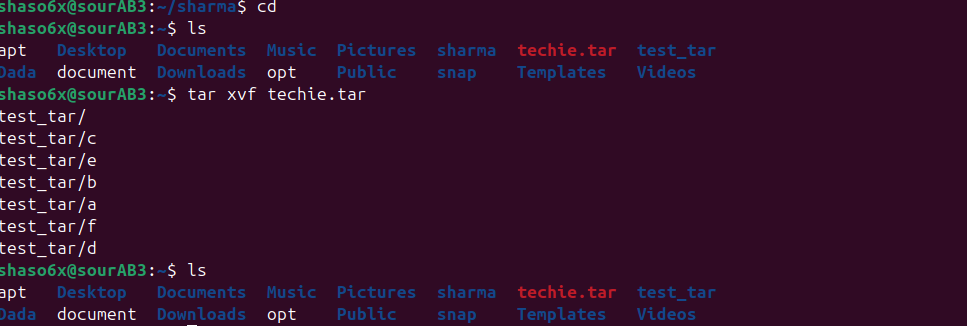 shaso6x@sourAB3:~/sharma$ cd
shaso6x@sourAB3:~$ ls
apt Desktop Documents Music Pictures sharma techie.tar test_tar
Dada document Downloads opt Public snap Templates Videos
shaso6x@sourAB3:~$ tar xvf techie.tar
test_tar/
test_tar/c
test_tar/e
test_tar/b
test_tar/a
test_tar/f
test_tar/d
shaso6x@sourAB3:~$ ls
apt Desktop Documents Music Pictures sharma techie.tar test_tar
Dada document Downloads opt Public snap Templates Videos